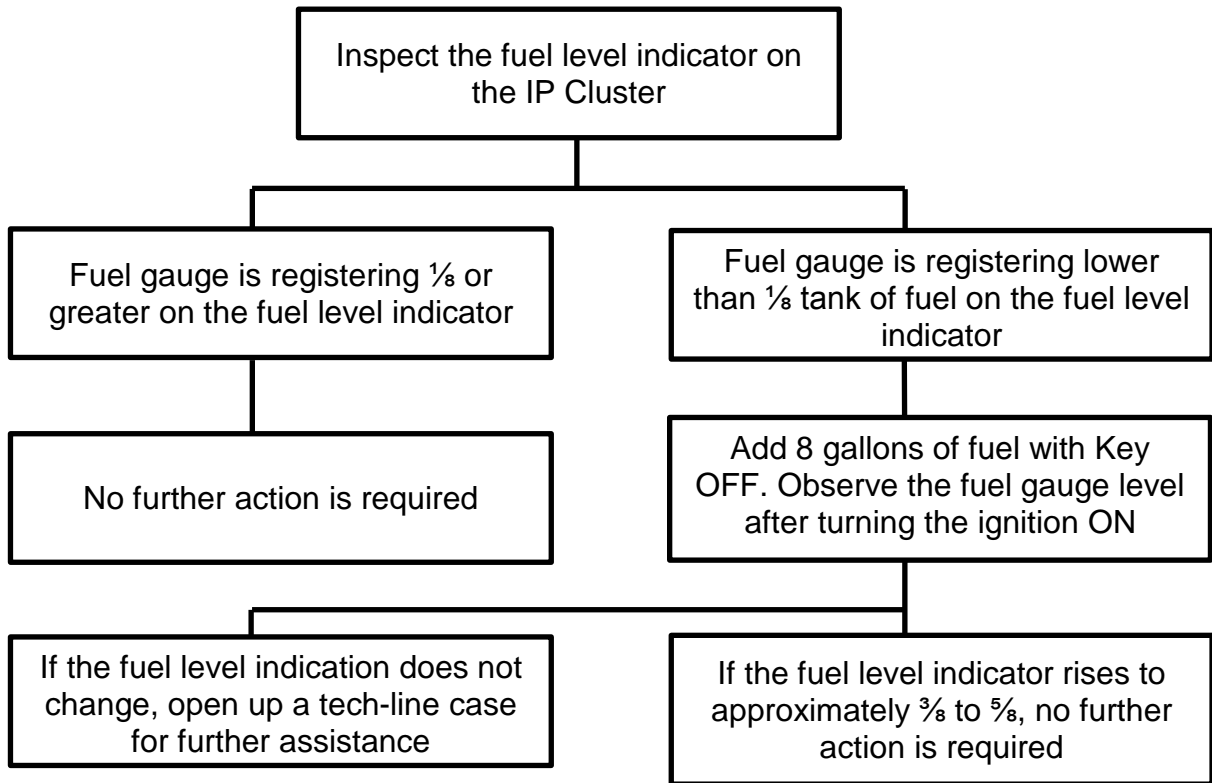 Inspect the fuel level indicator on
the IP Cluster
Fuel gauge is registering ⅛ or
greater on the fuel level indicator
Fuel gauge is registering lower
than ⅛ tank of fuel on the fuel level
indicator
No further action is required
Add 8 gallons of fuel with Key
OFF. Observe the fuel gauge level
after turning the ignition ON
If the fuel level indication does not
change, open up a tech-line case
for further assistance
If the fuel level indicator rises to
approximately ⅜ to ⅝, no further
action is required